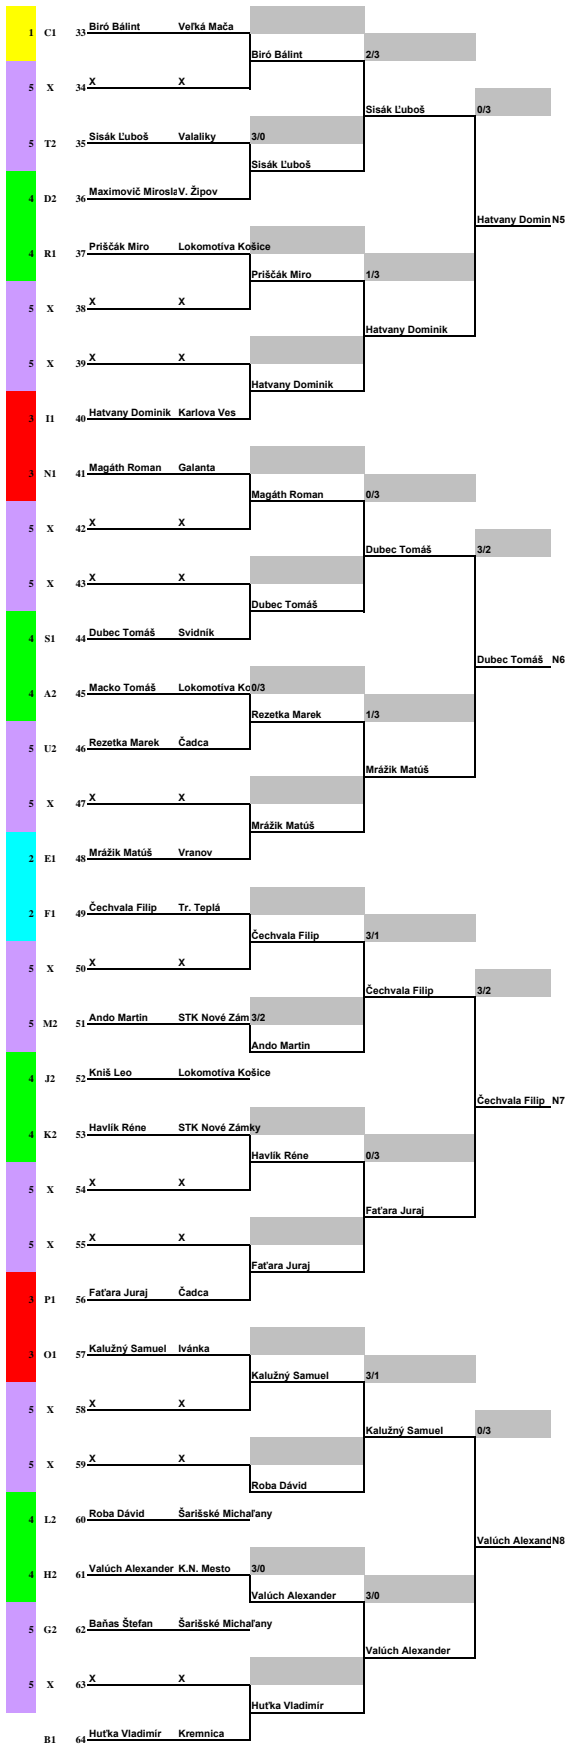 1 C1 33 Biró Bálint Veľká Mača
Biró Bálint 2/3
5 X 34 X X
Sisák Ľuboš 0/3
5 T2 35 Sisák Ľuboš Valaliky 3/0
Sisák Ľuboš
4 D2 36 Maximovič Mirosla V. Žipov
Hatvany Domin N5
4 R1 37 Priščák Miro Lokomotíva Košice
Priščák Miro 1/3
5 X 38 X X
Hatvany Dominik
5 X 39 X X
Hatvany Dominik
3 I1 40 Hatvany Dominik Karlova Ves
3 N1 41 Magáth Roman Galanta
Magáth Roman 0/3
5 X 42 X X
Dubec Tomáš 3/2
5 X 43 X X
Dubec Tomáš
4 S1 44 Dubec Tomáš Svidník
Dubec Tomáš N6
4 A2 45 Macko Tomáš Lokomotíva Ko 0/3
Rezetka Marek 1/3
5 U2 46 Rezetka Marek Čadca
Mrážik Matúš
5 X 47 X X
Mrážik Matúš
2 E1 48 Mrážik Matúš Vranov
2 F1 49 Čechvala Filip Tr. Teplá
Čechvala Filip 3/1
5 X 50 X X
Čechvala Filip 3/2
5 M2 51 Ando Martin STK Nové Zám 3/2
Ando Martin
4 J2 52 Kniš Leo Lokomotíva Košice
Čechvala Filip N7
4 K2 53 Havlík Réne STK Nové Zámky
Havlík Réne 0/3
5 X 54 X X
Faťara Juraj
5 X 55 X X
Faťara Juraj
3 P1 56 Faťara Juraj Čadca
3 O1 57 Kalužný Samuel Ivánka
Kalužný Samuel 3/1
5 X 58 X X
Kalužný Samuel 0/3
5 X 59 X X
Roba Dávid
4 L2 60 Roba Dávid Šarišské Michaľany
Valúch Alexand N8
4 H2 61 Valúch Alexander K.N. Mesto 3/0
Valúch Alexander 3/0
5 G2 62 Baňas Štefan Šarišské Michaľany
Valúch Alexander
5 X 63 X X
Huťka Vladimír
B1 64 Huťka Vladimír Kremnica